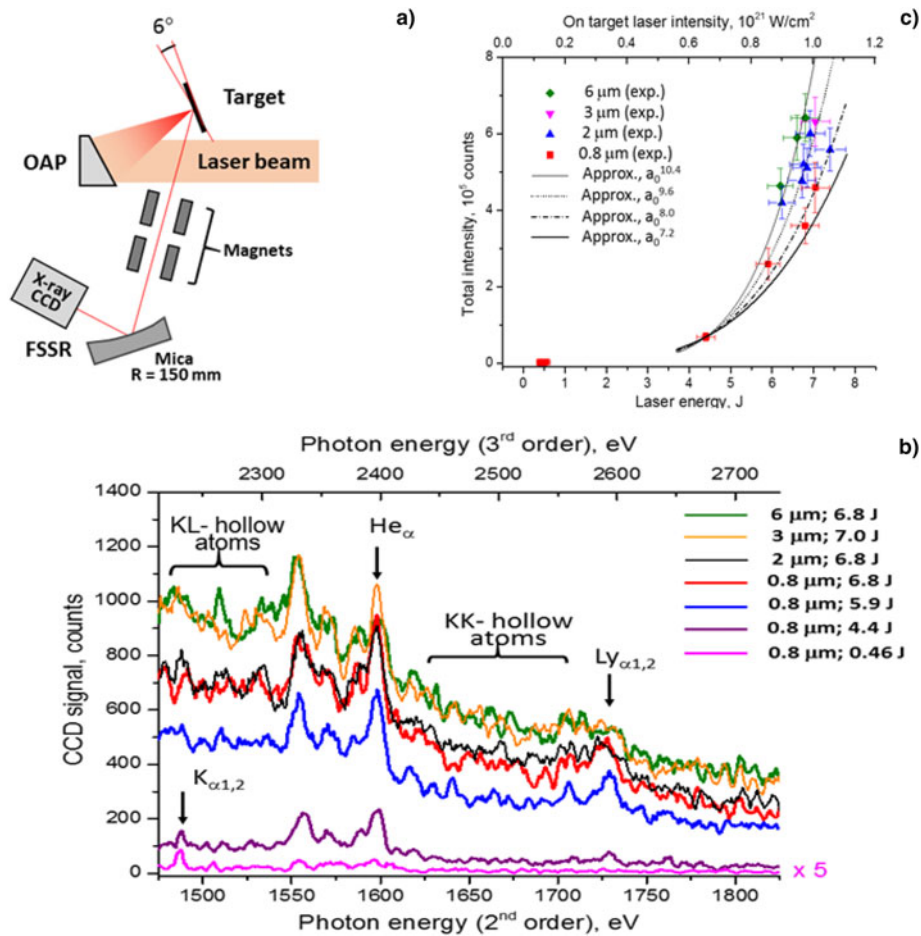 a)
6°
Target
OAP
Laser beam
Magnets
X-ray
CCD
FSSR
Mica
R = 150 mm
c)
On target laser intensity, 10²¹ W/cm²
0.0 0.2 0.4 0.6 0.8 1.0 1.2
6 μm (exp.)
3 μm (exp.)
2 μm (exp.)
0.8 μm (exp.)
Approx., a₀^10.4
Approx., a₀^9.6
Approx., a₀^8.0
Approx., a₀^7.2
Total intensity, 10⁵ counts
6
4
2
0
0 1 2 3 4 5 6 7 8
Laser energy, J
b)
Photon energy (3rd order), eV
2300 2400 2500 2600 2700
CCD signal, counts
1400
1200
1000
800
600
400
200
0
KL- hollow
atoms
Heα
KK- hollow
atoms
Lyα1,2
Kα1,2
6 μm; 6.8 J
3 μm; 7.0 J
2 μm; 6.8 J
0.8 μm; 6.8 J
0.8 μm; 5.9 J
0.8 μm; 4.4 J
0.8 μm; 0.46 J
x 5
1500 1550 1600 1650 1700 1750 1800
Photon energy (2nd order), eV